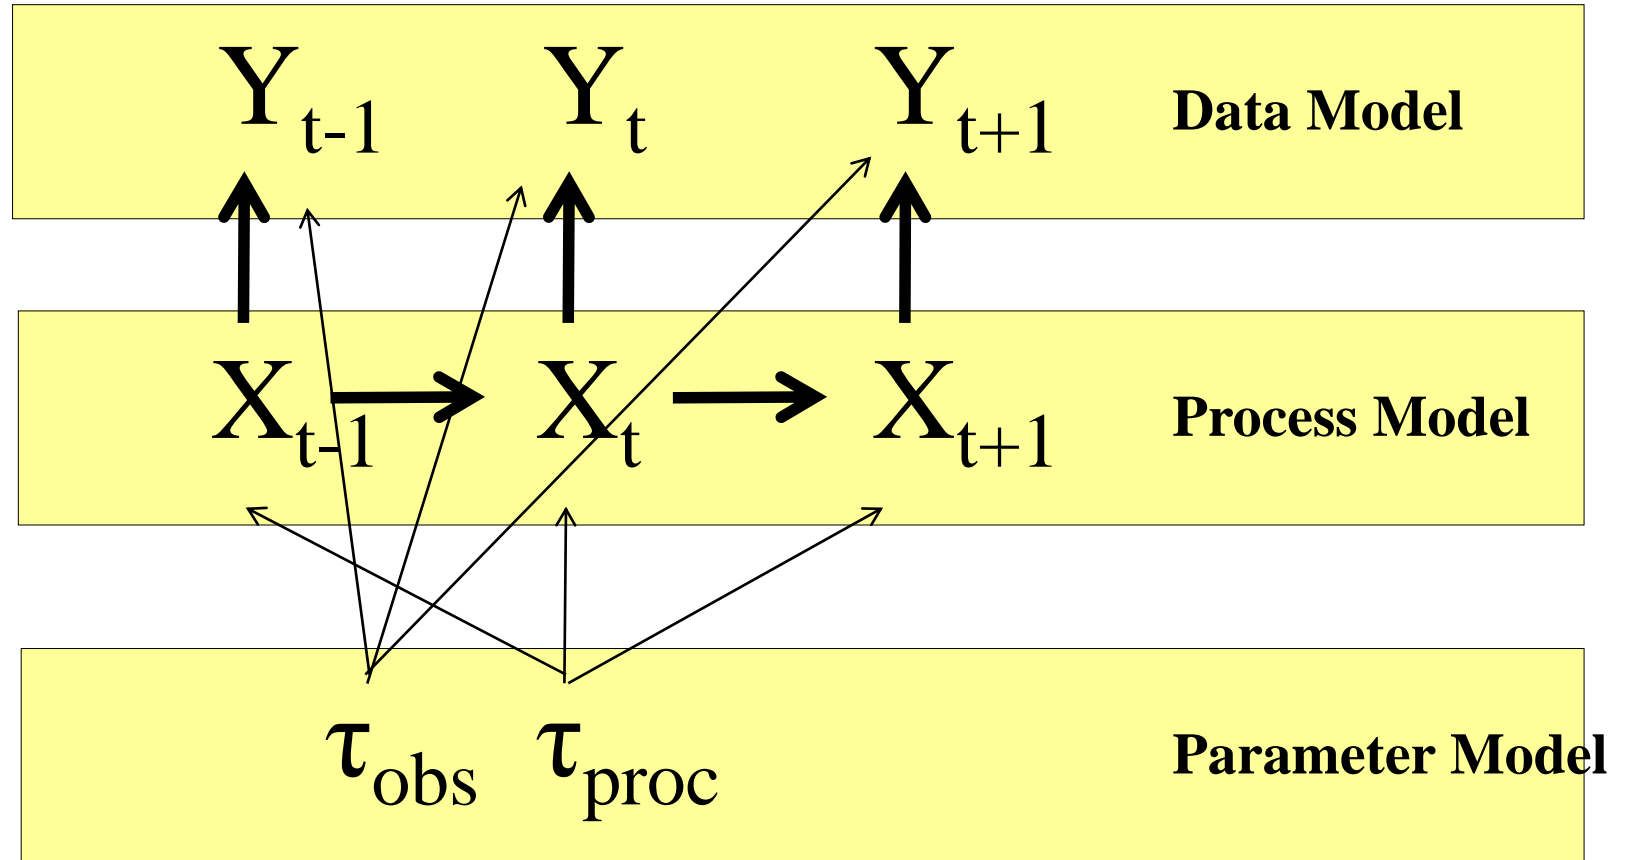 Y t-1 Y t Y t+1 Data Model
X t-1 X t X t+1 Process Model
τ obs τ proc Parameter Model